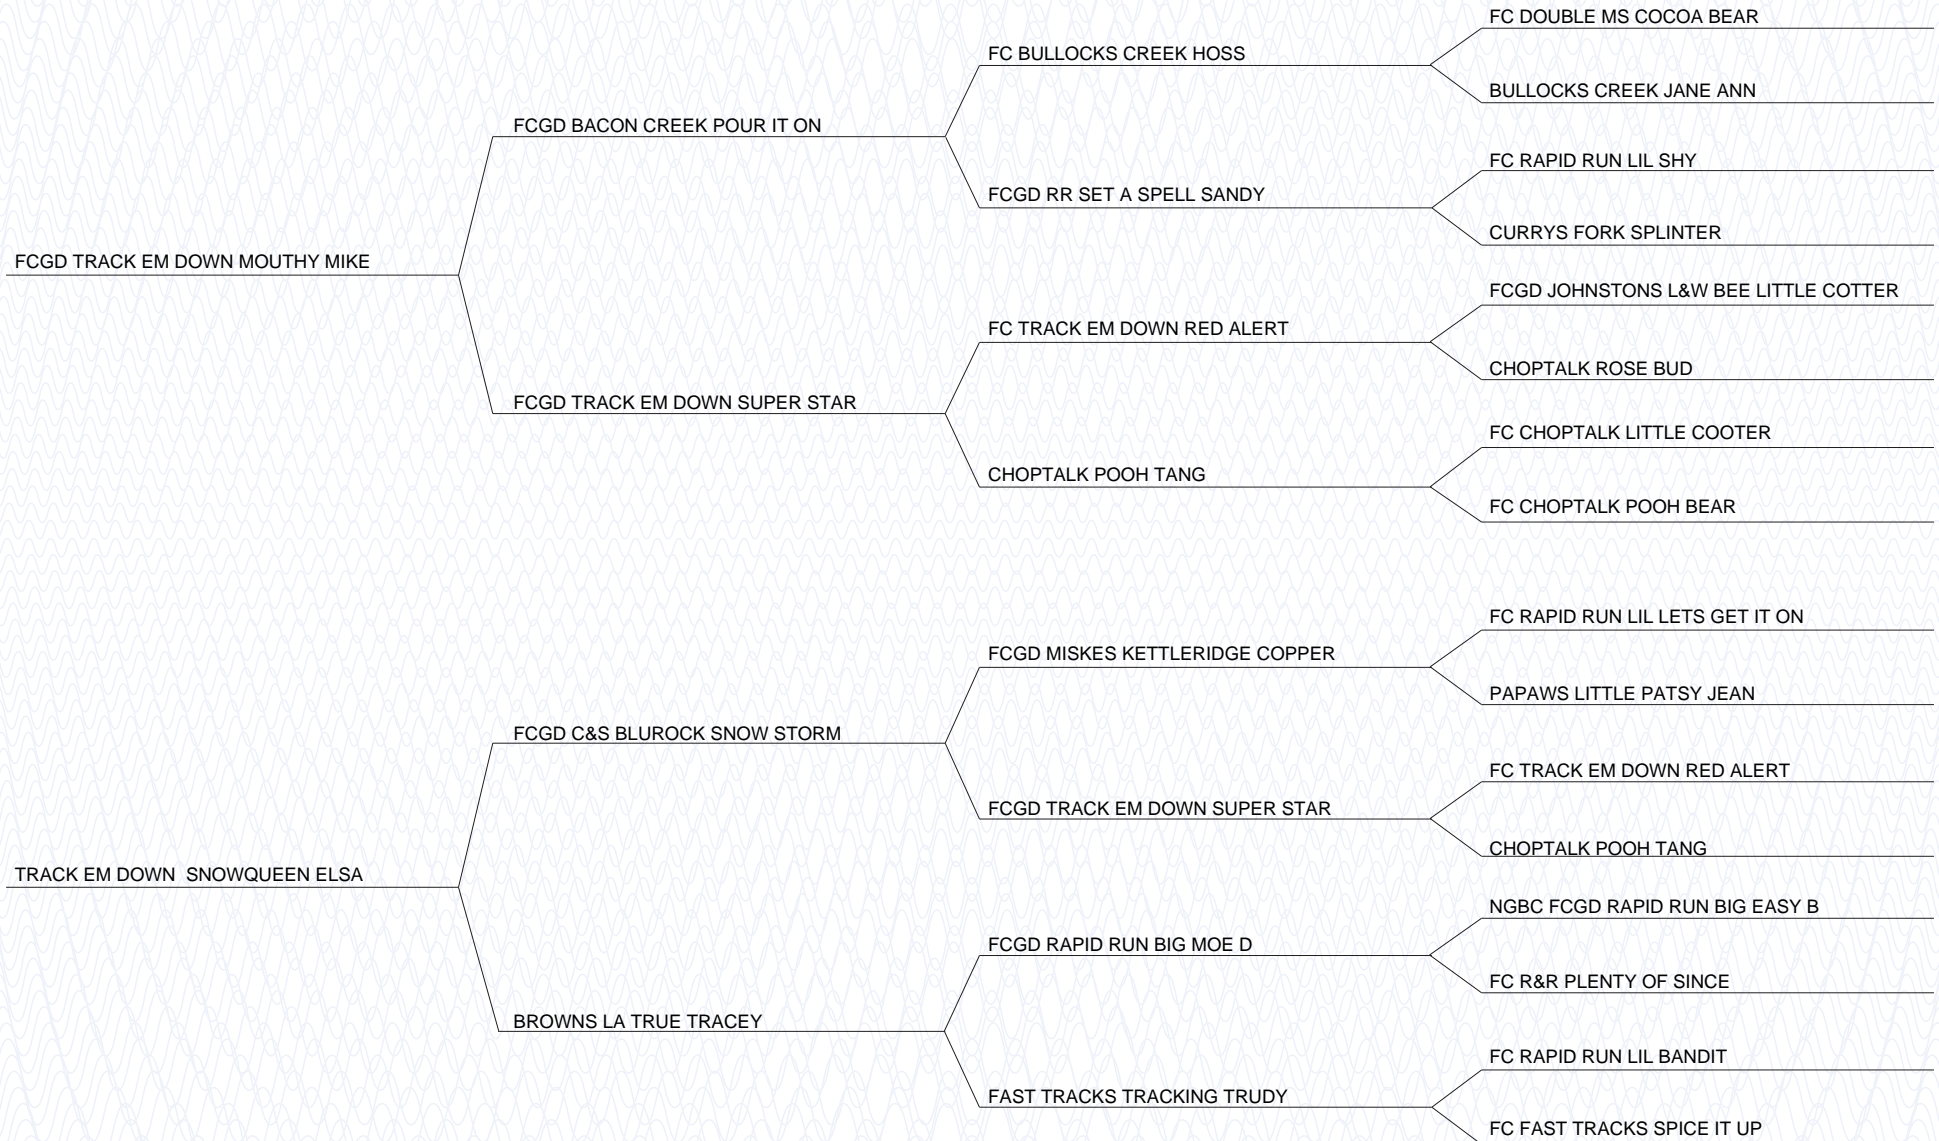 FC DOUBLE MS COCOA BEAR
FC BULLOCKS CREEK HOSS
BULLOCKS CREEK JANE ANN
FCGD BACON CREEK POUR IT ON
FC RAPID RUN LIL SHY
FCGD RR SET A SPELL SANDY
CURRYS FORK SPLINTER
FCGD TRACK EM DOWN MOUTHY MIKE
FCGD JOHNSTONS L&W BEE LITTLE COTTER
FC TRACK EM DOWN RED ALERT
CHOPTALK ROSE BUD
FCGD TRACK EM DOWN SUPER STAR
FC CHOPTALK LITTLE COOTER
CHOPTALK POOH TANG
FC CHOPTALK POOH BEAR
FC RAPID RUN LIL LETS GET IT ON
FCGD MISKES KETTLERIDGE COPPER
PAPAWS LITTLE PATSY JEAN
FCGD C&S BLUROCK SNOW STORM
FC TRACK EM DOWN RED ALERT
FCGD TRACK EM DOWN SUPER STAR
CHOPTALK POOH TANG
TRACK EM DOWN  SNOWQUEEN ELSA
NGBC FCGD RAPID RUN BIG EASY B
FCGD RAPID RUN BIG MOE D
FC R&R PLENTY OF SINCE
BROWNS LA TRUE TRACEY
FC RAPID RUN LIL BANDIT
FAST TRACKS TRACKING TRUDY
FC FAST TRACKS SPICE IT UP